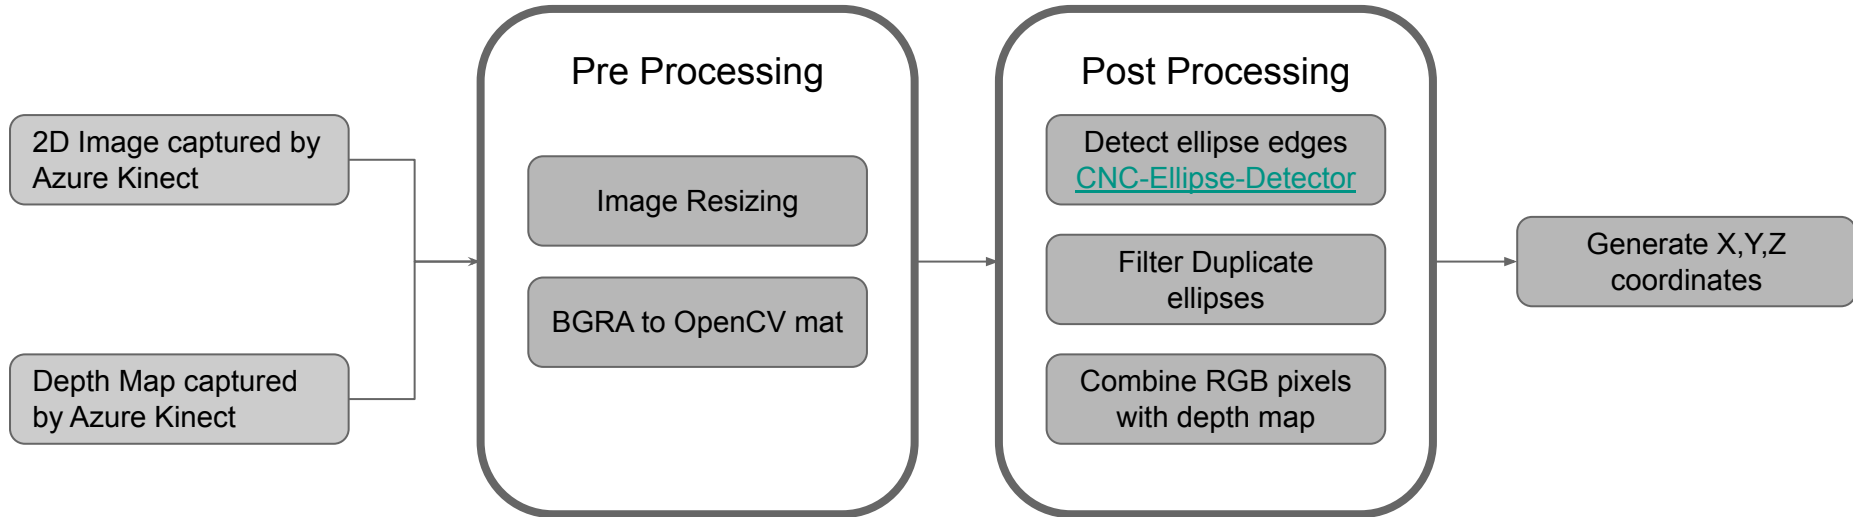 2D Image captured by
Azure Kinect
Depth Map captured
by Azure Kinect
Pre Processing
Image Resizing
BGRA to OpenCV mat
Post Processing
Detect ellipse edges
CNC-Ellipse-Detector
Filter Duplicate
ellipses
Combine RGB pixels
with depth map
Generate X,Y,Z
coordinates